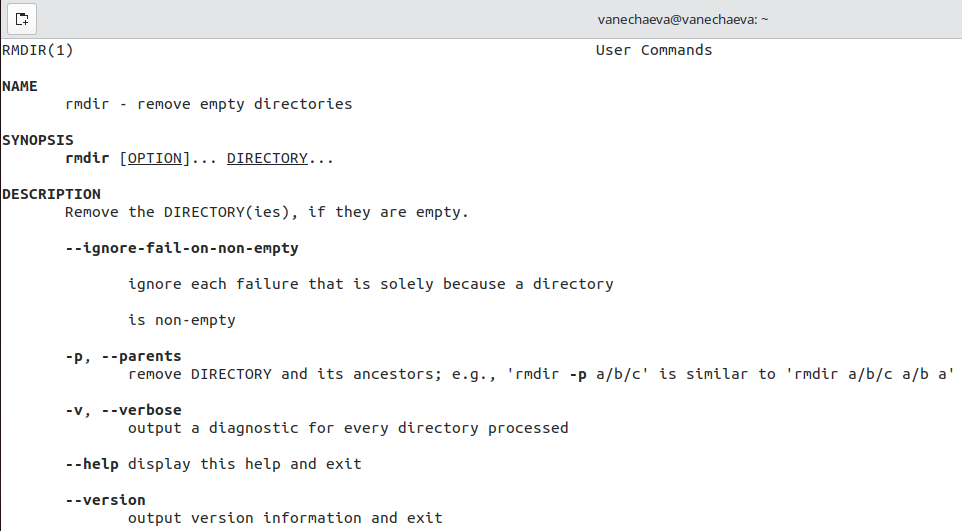 vanechaeva@vanechaeva: ~
RMDIR(1) User Commands
NAME
rmdir - remove empty directories
SYNOPSIS
rmdir [OPTION]... DIRECTORY...
DESCRIPTION
Remove the DIRECTORY(ies), if they are empty.
--ignore-fail-on-non-empty
ignore each failure that is solely because a directory
is non-empty
-p, --parents
remove DIRECTORY and its ancestors; e.g., 'rmdir -p a/b/c' is similar to 'rmdir a/b/c a/b a'
-v, --verbose
output a diagnostic for every directory processed
--help display this help and exit
--version
output version information and exit